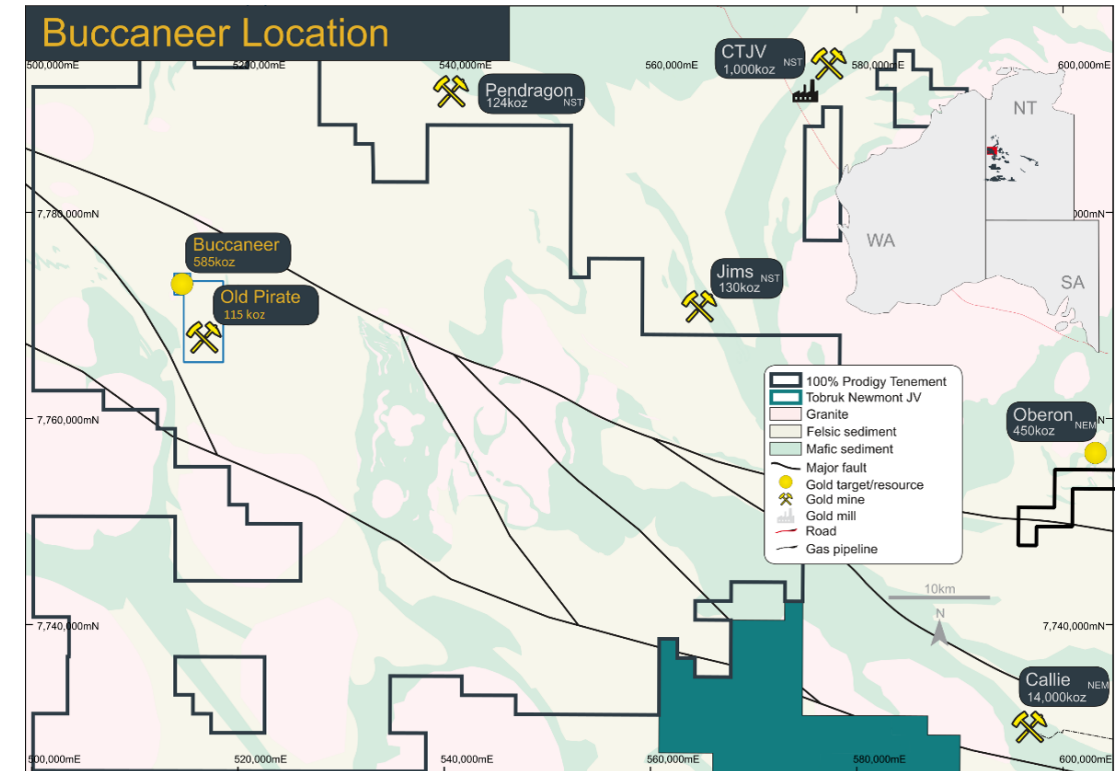 Buccaneer Location
500,000mE
540,000mE
560,000mE
580,000mE
600,000mE
CTJV NST
1,000koz
Pendragon
124koz NST
NT
WA
SA
7,780,000mN
Buccaneer
585koz
Old Pirate
115 koz
Jims NST
130koz
100% Prodigy Tenement
Tobruk Newmont JV
Granite
Felsic sediment
Mafic sediment
Major fault
Gold target/resource
Gold mine
Gold mill
Road
Gas pipeline
7,760,000mN
Oberon NEM
450koz
10km
N
7,740,000mN
7,740,000mN
Callie NEM
14,000koz
500,000mE
520,000mE
540,000mE
560,000mE
580,000mE
600,000mE